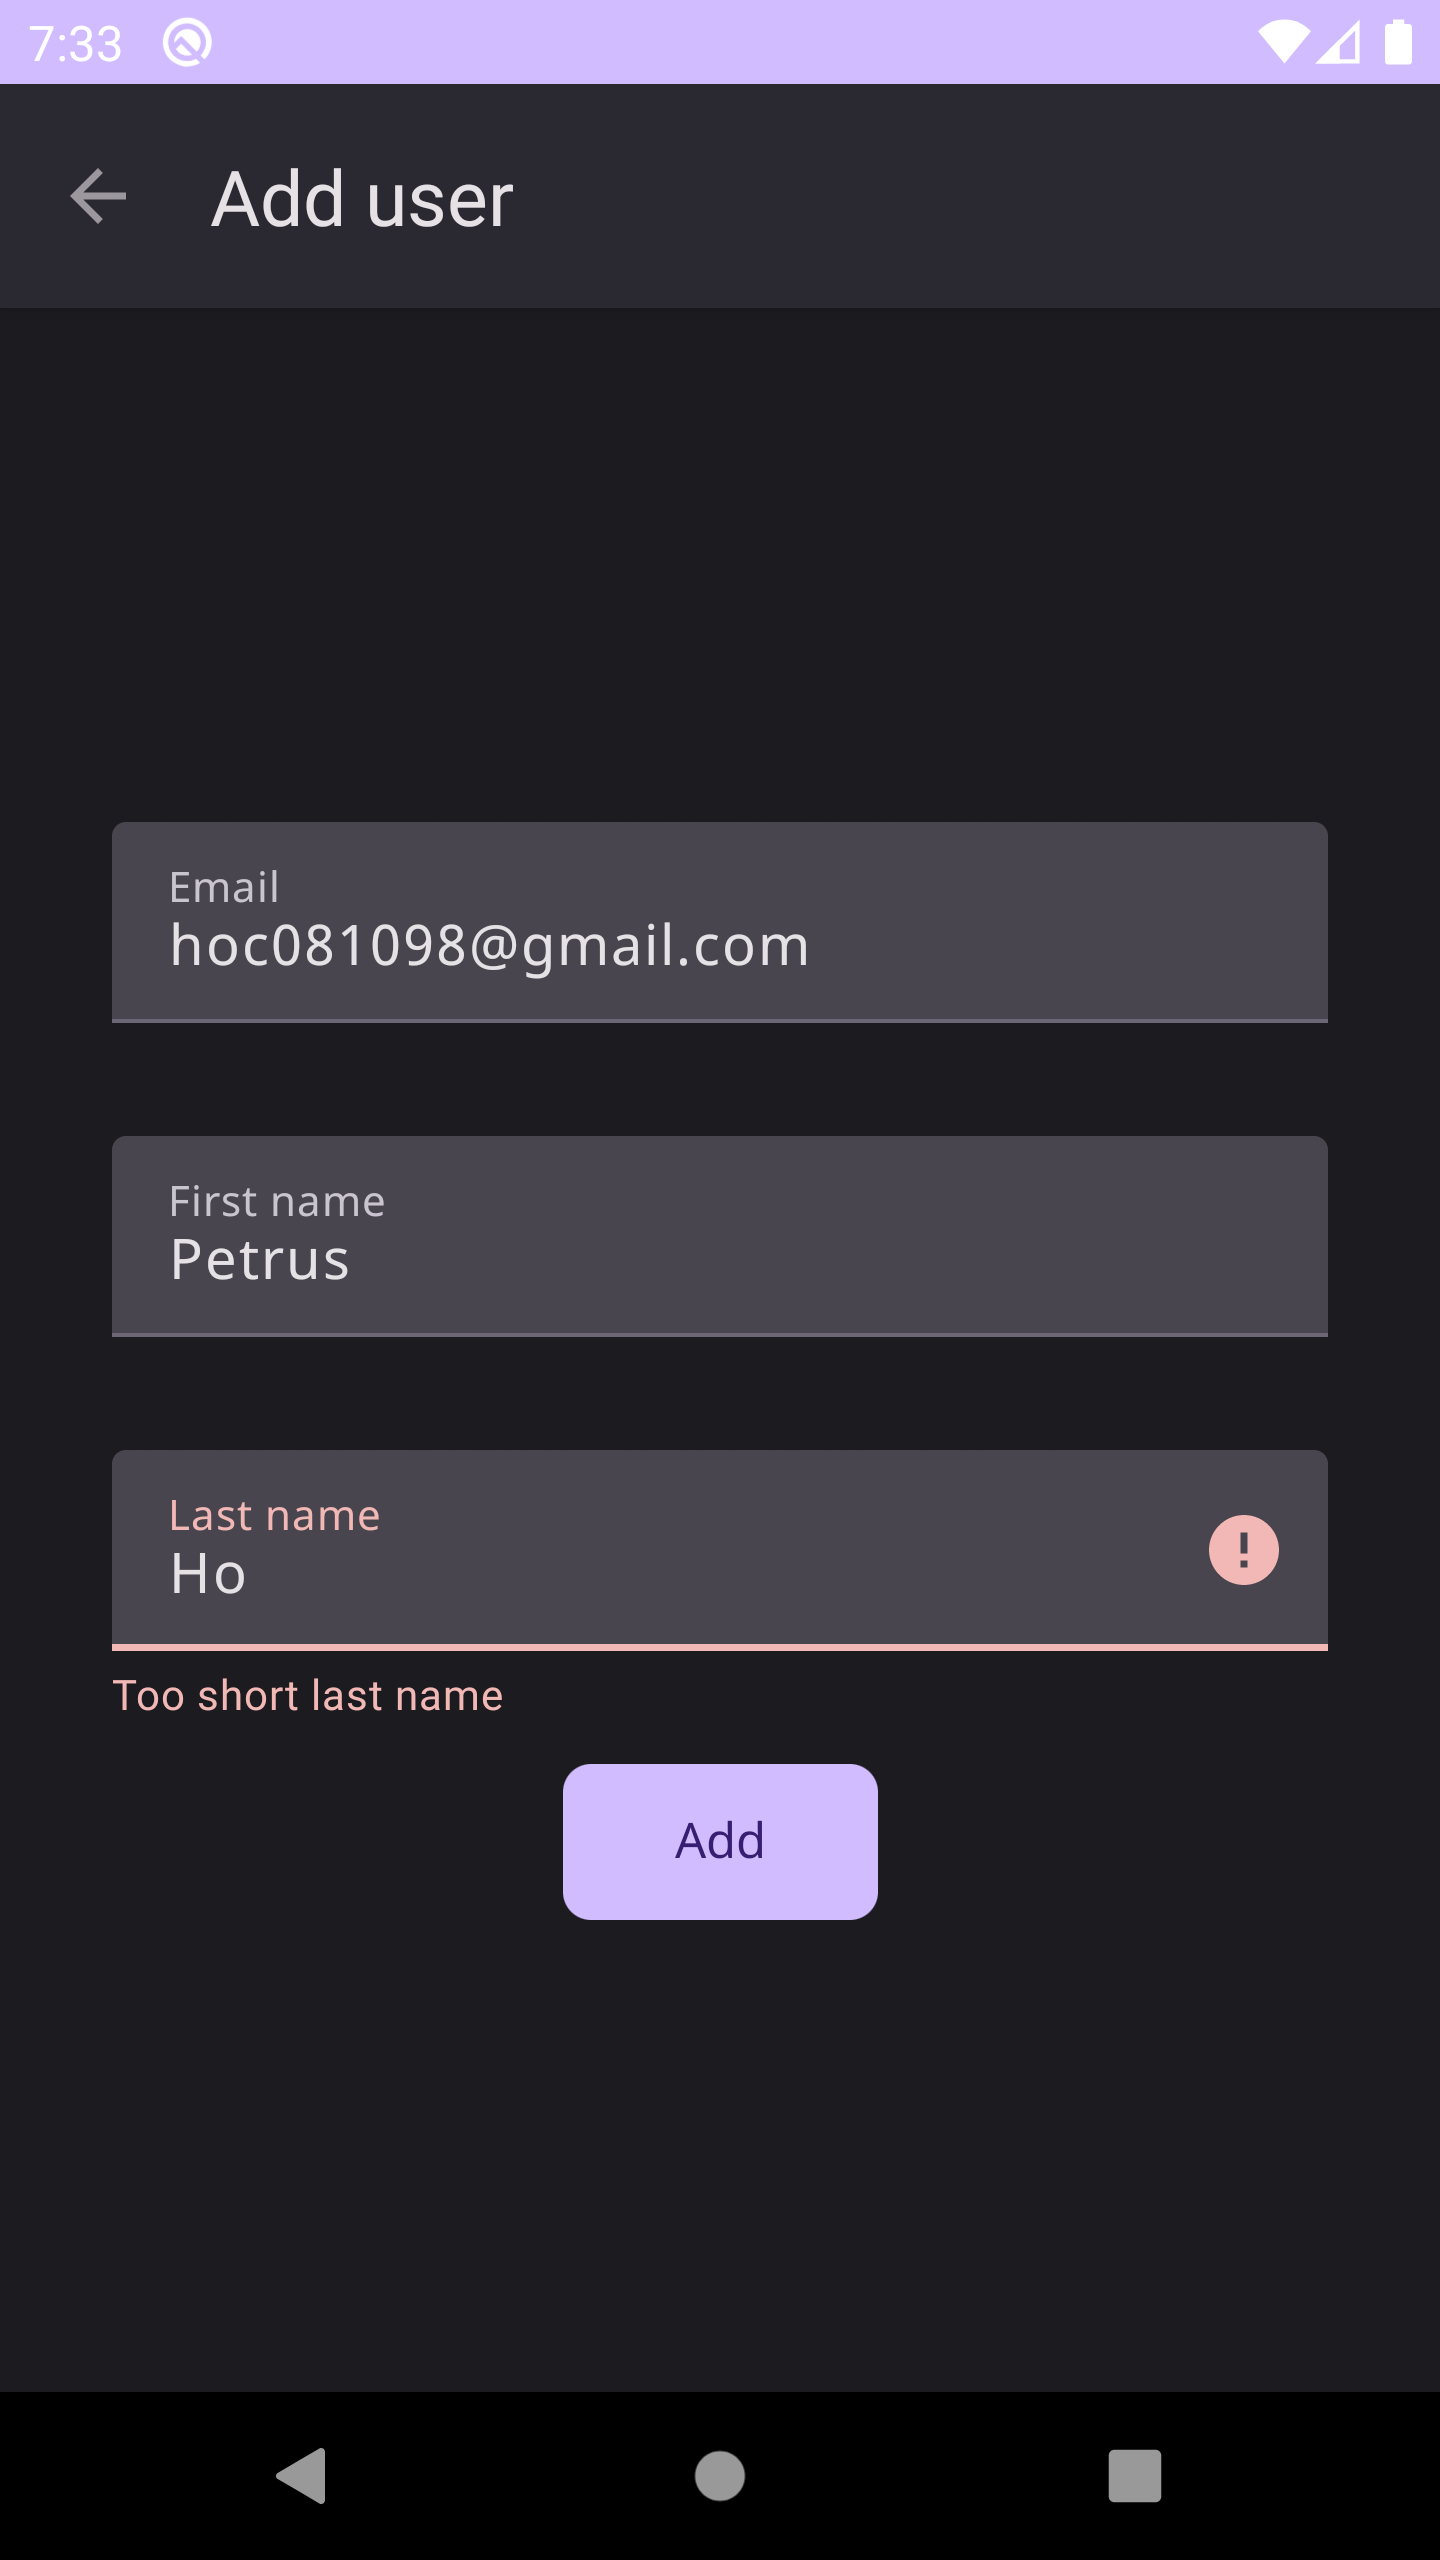 7:33
Add user
Email
hoc081098@gmail.com
First name
Petrus
Last name
Ho
Too short last name
Add